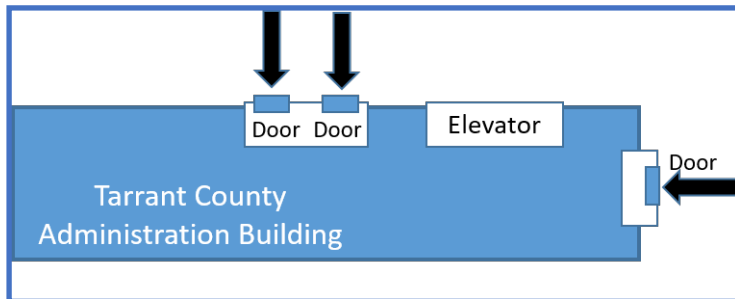 Door Door
Elevator
Door
Tarrant County
Administration Building